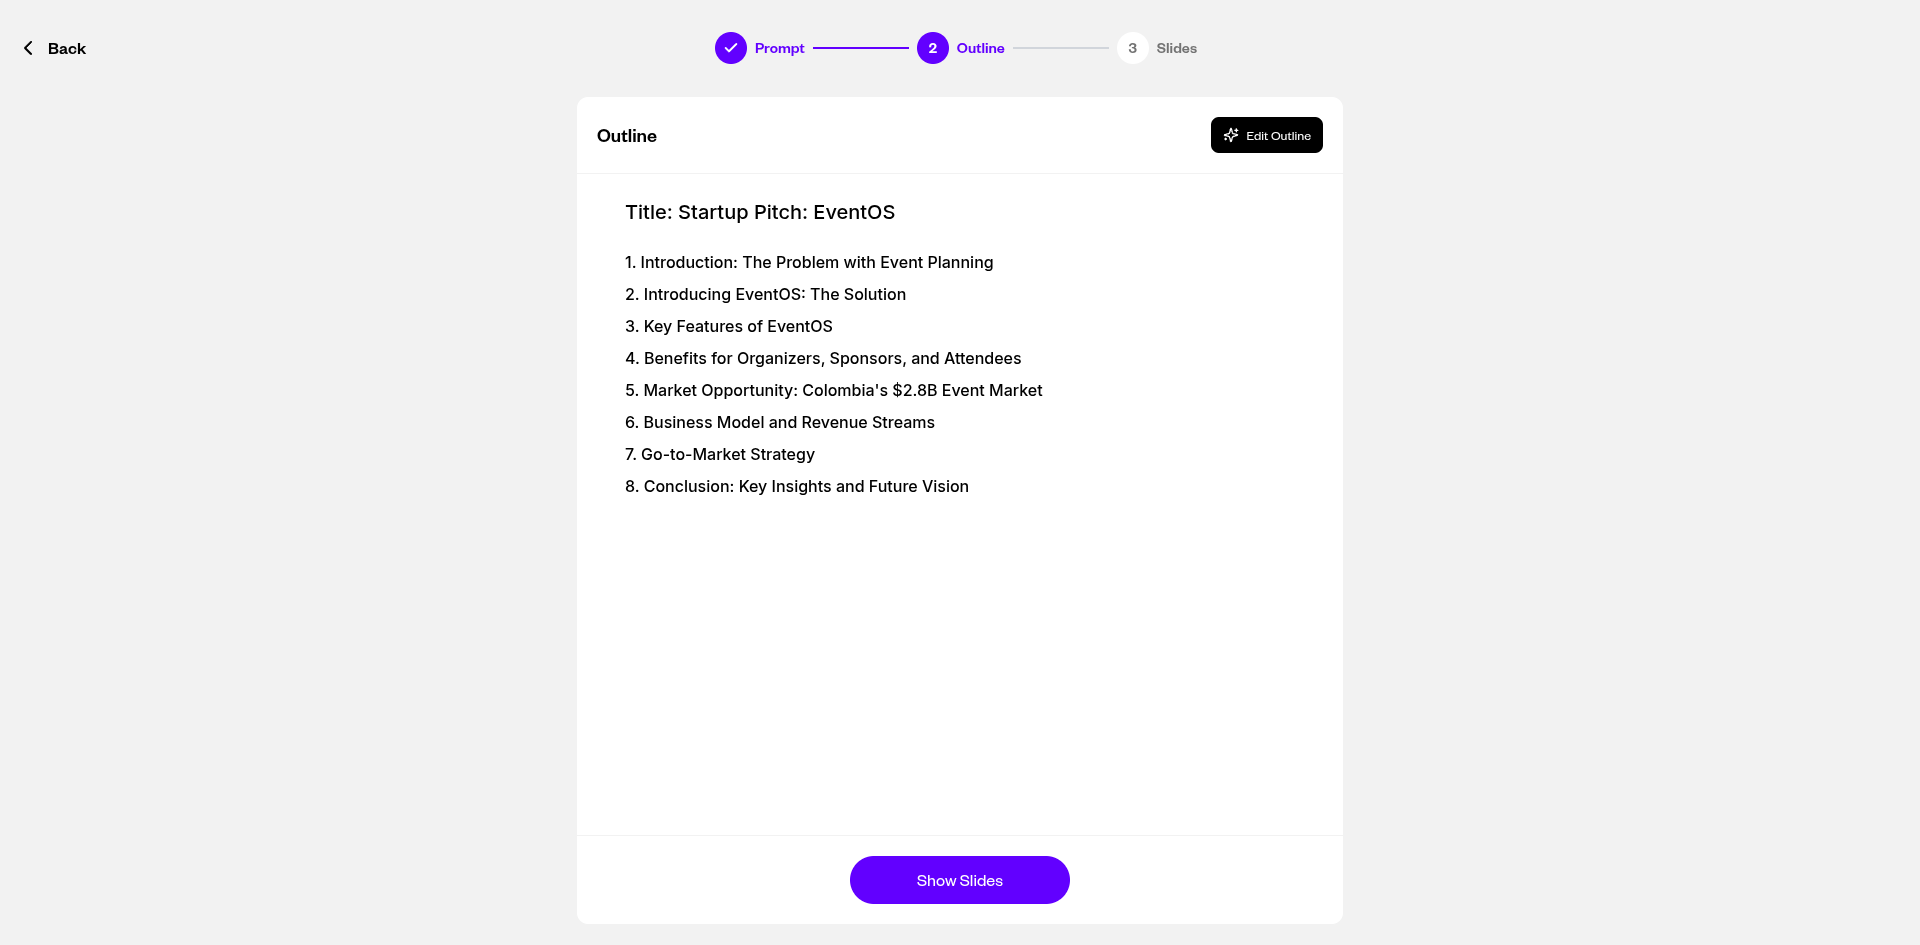 Back
Prompt
2
Outline
3
Slides
Outline
Edit Outline
Title: Startup Pitch: EventOS
1. Introduction: The Problem with Event Planning
2. Introducing EventOS: The Solution
3. Key Features of EventOS
4. Benefits for Organizers, Sponsors, and Attendees
5. Market Opportunity: Colombia's $2.8B Event Market
6. Business Model and Revenue Streams
7. Go-to-Market Strategy
8. Conclusion: Key Insights and Future Vision
Show Slides